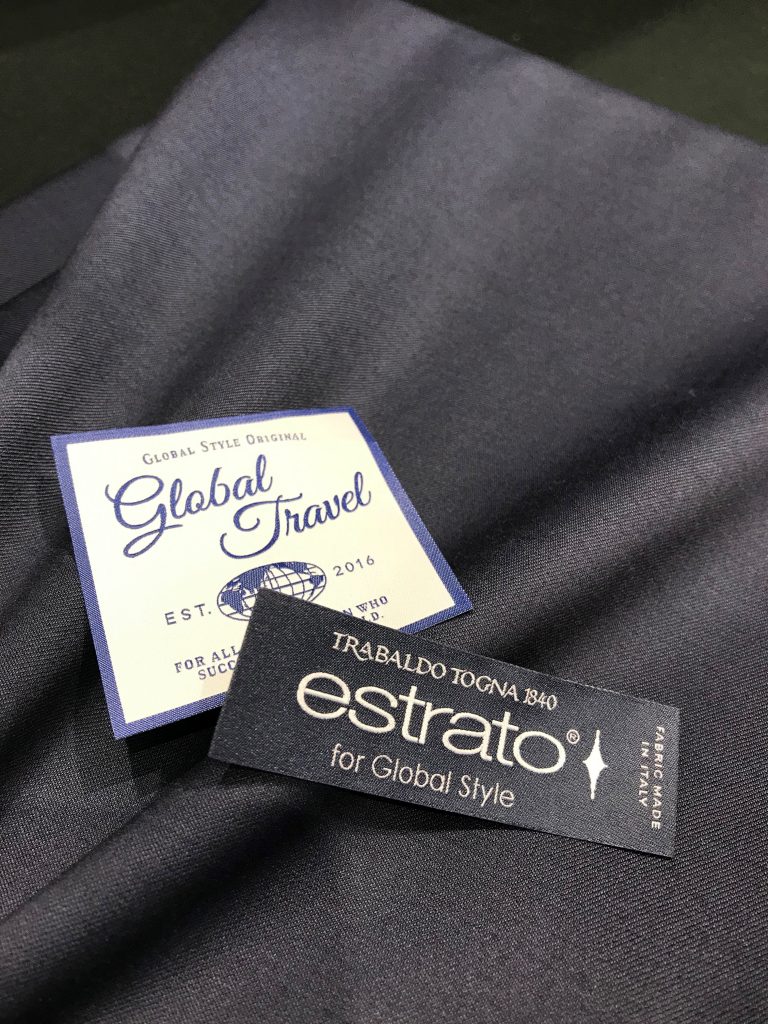 GLOBAL STYLE ORIGINAL
Global
Travel
EST. 2016
N WHO
FOR ALL D.
SUCC
TRABALDO TOGNA 1840
estrato®
for Global Style
FABRIC MADE
IN ITALY